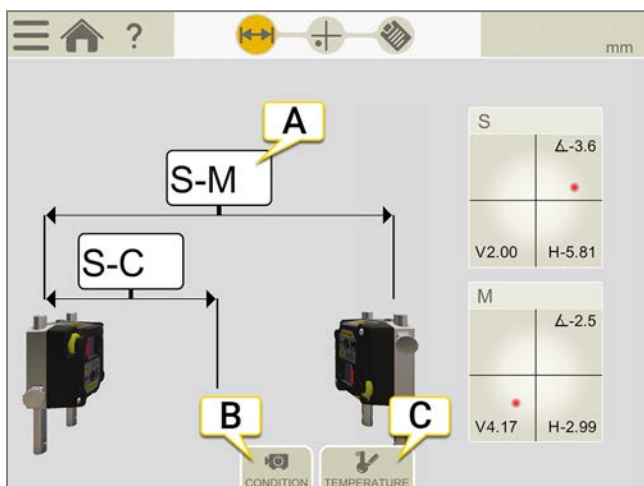 ?
mm
A
S
∡-3.6
S-M
V2.00 H-5.81
S-C
M
∡-2.5
B
C
V4.17 H-2.99
CONDITION
TEMPERATURE